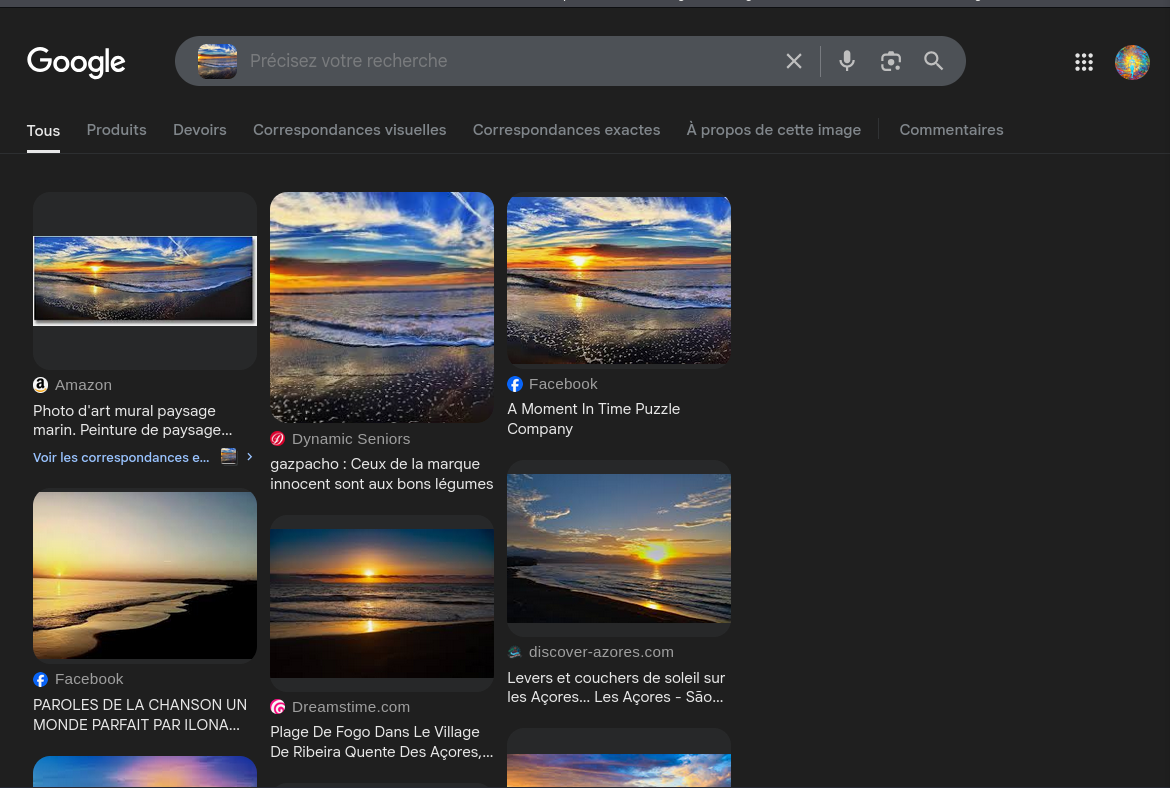 Google
Précisez votre recherche
Tous
Produits
Devoirs
Correspondances visuelles
Correspondances exactes
À propos de cette image
Commentaires
Amazon
Photo d'art mural paysage
marin. Peinture de paysage...
Voir les correspondances e...
Dynamic Seniors
gazpacho : Ceux de la marque
innocent sont aux bons légumes
Facebook
A Moment In Time Puzzle
Company
Facebook
PAROLES DE LA CHANSON UN
MONDE PARFAIT PAR ILONA...
Dreamstime.com
Plage De Fogo Dans Le Village
De Ribeira Quente Des Açores,...
discover-azores.com
Levers et couchers de soleil sur
les Açores... Les Açores - São...